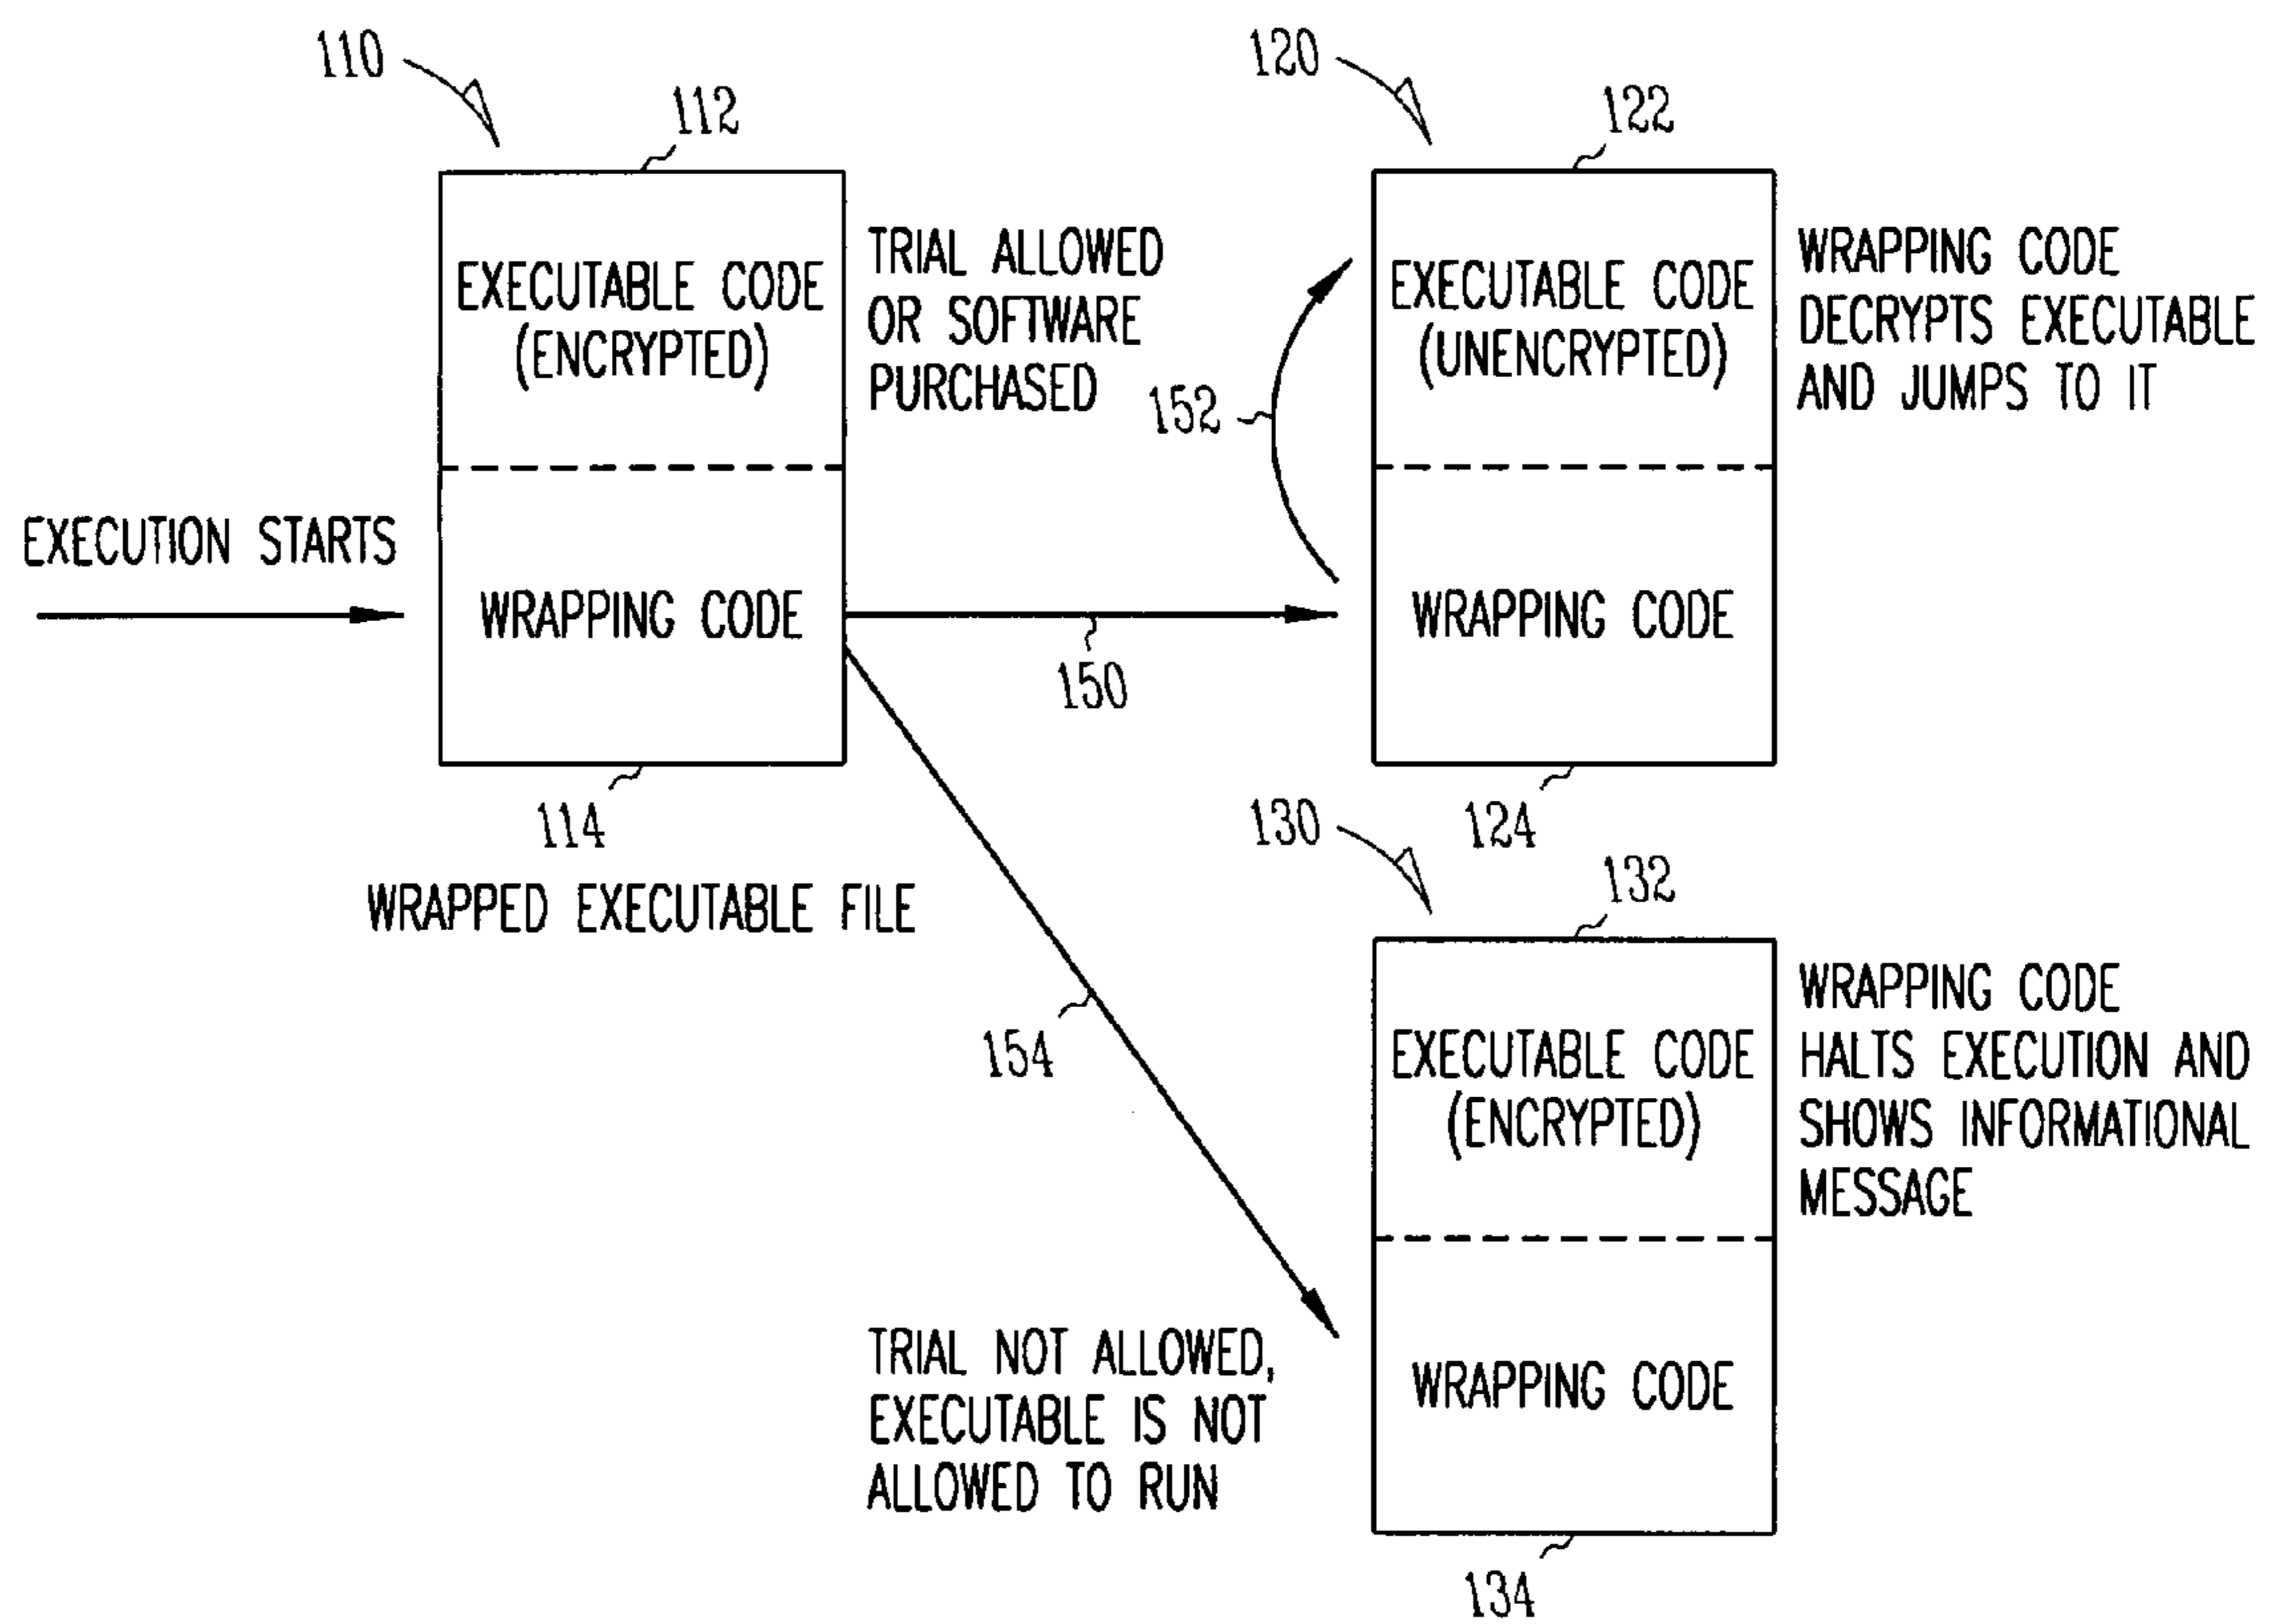 110
112
EXECUTABLE CODE
(ENCRYPTED)
EXECUTION STARTS
WRAPPING CODE
114
WRAPPED EXECUTABLE FILE
TRIAL ALLOWED
OR SOFTWARE
PURCHASED
150
152
120
122
EXECUTABLE CODE
(UNENCRYPTED)
WRAPPING CODE
124
WRAPPING CODE
DECRYPTS EXECUTABLE
AND JUMPS TO IT
154
TRIAL NOT ALLOWED,
EXECUTABLE IS NOT
ALLOWED TO RUN
130
132
EXECUTABLE CODE
(ENCRYPTED)
WRAPPING CODE
134
WRAPPING CODE
HALTS EXECUTION AND
SHOWS INFORMATIONAL
MESSAGE